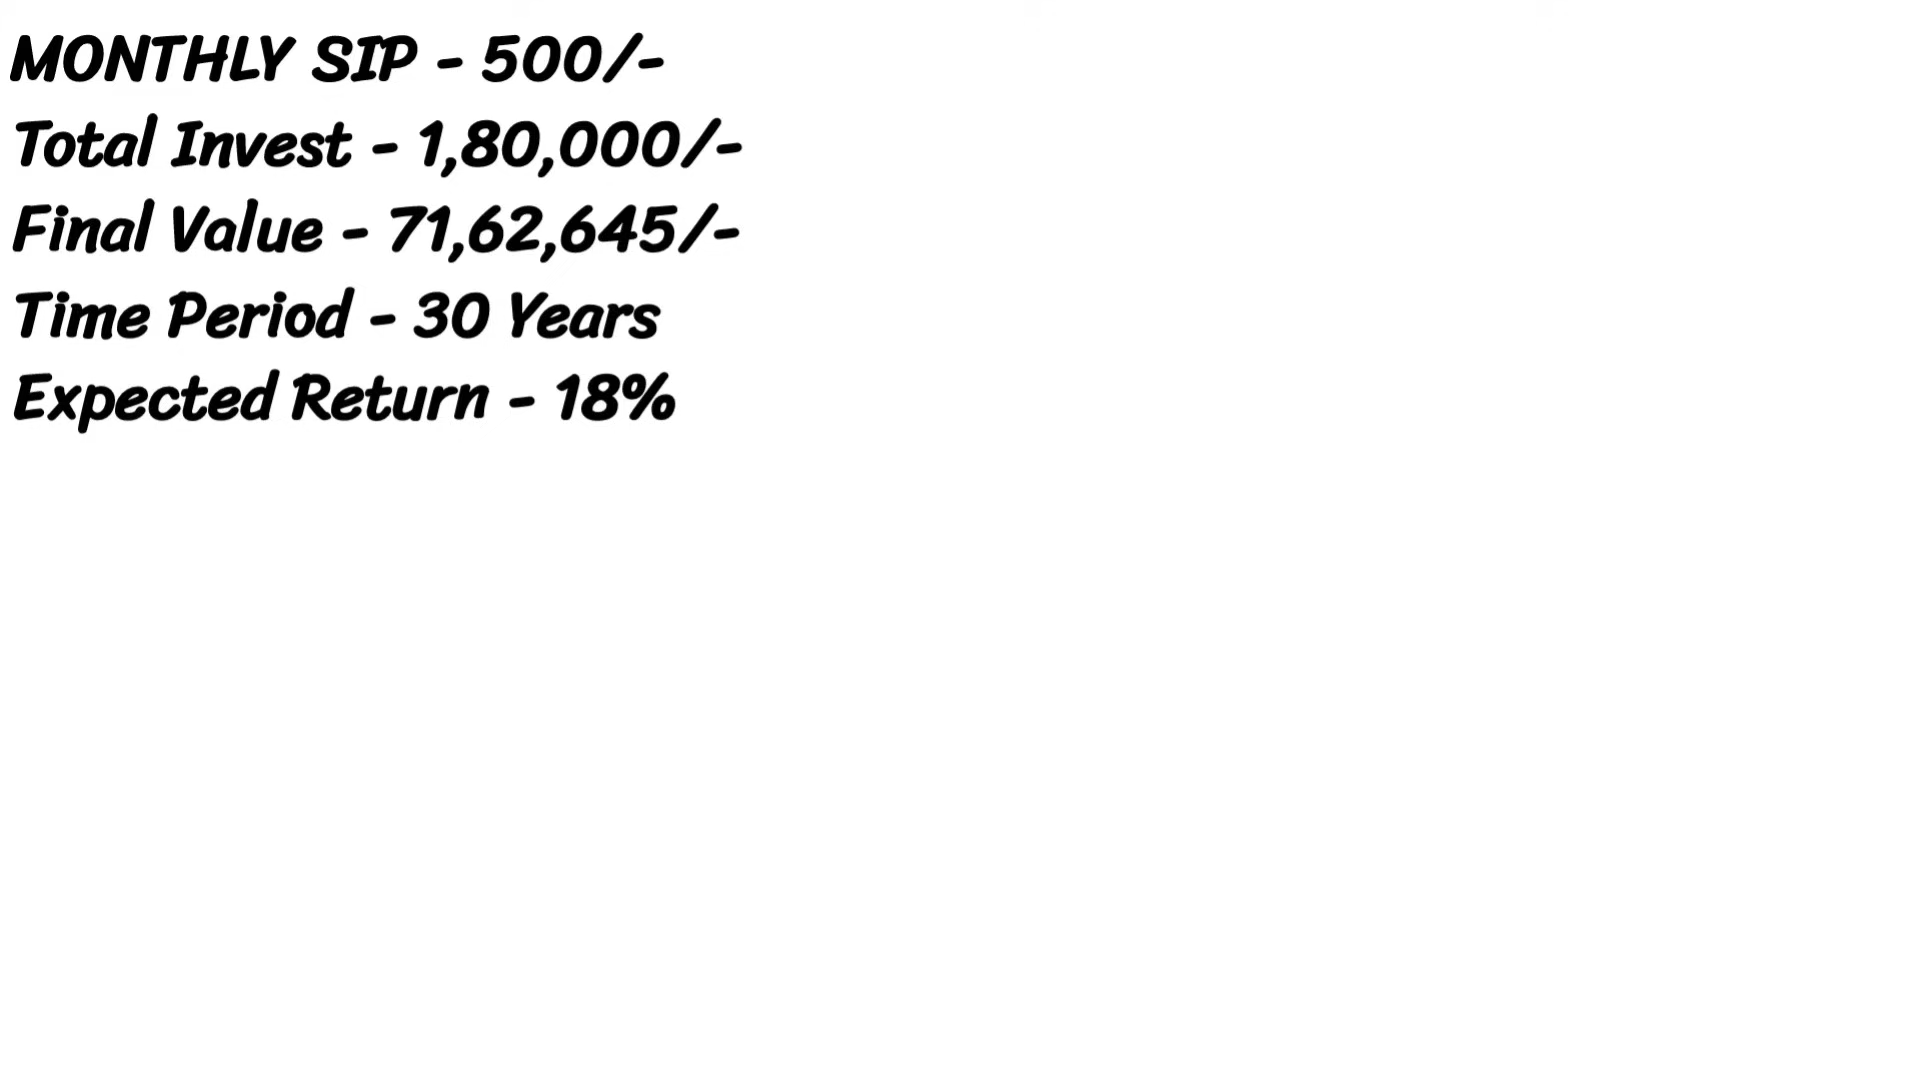 MONTHLY SIP - 500/-
Total Invest - 1,80,000/-
Final Value - 71,62,645/-
Time Period - 30 Years
Expected Return - 18%